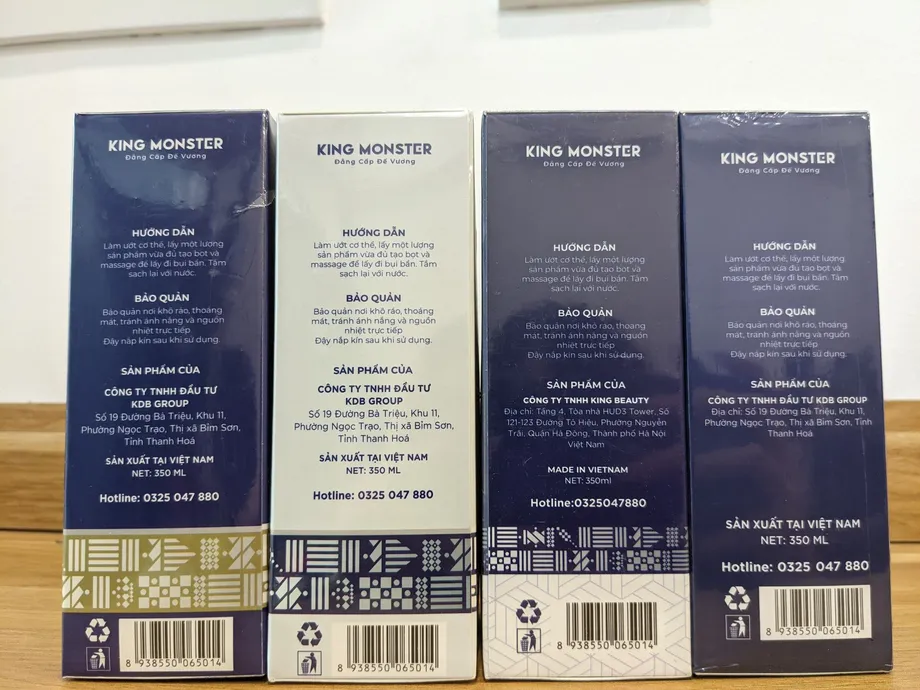 KING MONSTER
Đẳng Cấp Đế Vương
HƯỚNG DẪN
Làm ướt cơ thể, lấy một lượng
sản phẩm vừa đủ tạo bọt và
massage để lấy đi bụi bẩn. Tắm
sạch lại với nước.
BẢO QUẢN
Bảo quản nơi khô ráo, thoáng
mát, tránh ánh nắng và nguồn
nhiệt trực tiếp
Đậy nắp kín sau khi sử dụng.
SẢN PHẨM CỦA
CÔNG TY TNHH ĐẦU TƯ
KDB GROUP
Số 19 Đường Bà Triệu, Khu 11,
Phường Ngọc Trạo, Thị xã Bỉm Sơn,
Tỉnh Thanh Hoá
SẢN XUẤT TẠI VIỆT NAM
NET: 350 ML
Hotline: 0325 047 880
8 938550 065014
KING MONSTER
Đẳng Cấp Đế Vương
HƯỚNG DẪN
Làm ướt cơ thể, lấy một lượng
sản phẩm vừa đủ tạo bọt và
massage để lấy đi bụi bẩn. Tắm
sạch lại với nước.
BẢO QUẢN
Bảo quản nơi khô ráo, thoáng
mát, tránh ánh nắng và nguồn
nhiệt trực tiếp
Đậy nắp kín sau khi sử dụng.
SẢN PHẨM CỦA
CÔNG TY TNHH ĐẦU TƯ
KDB GROUP
Số 19 Đường Bà Triệu, Khu 11,
Phường Ngọc Trạo, Thị xã Bỉm Sơn,
Tỉnh Thanh Hoá
SẢN XUẤT TẠI VIỆT NAM
NET: 350 ML
Hotline: 0325 047 880
8 938550 065014
KING MONSTER
Đẳng Cấp Đế Vương
HƯỚNG DẪN
Làm ướt cơ thể, lấy một lượng
sản phẩm vừa đủ tạo bọt và
massage để lấy đi bụi bẩn. Tắm
sạch lại với nước.
BẢO QUẢN
Bảo quản nơi khô ráo, thoáng
mát, tránh ánh nắng và nguồn
nhiệt trực tiếp
Đậy nắp kín sau khi sử dụng.
SẢN PHẨM CỦA
CÔNG TY TNHH KING BEAUTY
Địa chỉ: Tầng 4, Tòa nhà HUD3 Tower, Số
121-123 Đường Tô Hiệu, Phường Nguyễn
Trãi, Quận Hà Đông, Thành phố Hà Nội
Việt Nam
MADE IN VIETNAM
NET: 350ml
Hotline:0325047880
8 938550 065014
KING MONSTER
Đẳng Cấp Đế Vương
HƯỚNG DẪN
Làm ướt cơ thể, lấy một lượng
sản phẩm vừa đủ tạo bọt và
massage để lấy đi bụi bẩn. Tắm
sạch lại với nước.
BẢO QUẢN
Bảo quản nơi khô ráo, thoáng
mát, tránh ánh nắng và nguồn
nhiệt trực tiếp
Đậy nắp kín sau khi sử dụng.
SẢN PHẨM CỦA
CÔNG TY TNHH ĐẦU TƯ KDB GROUP
Địa chỉ: Số 19 Đường Bà Triệu, Khu 11,
Phường Ngọc Trạo, Thị xã Bỉm Sơn, Tỉnh
Thanh Hoá
SẢN XUẤT TẠI VIỆT NAM
NET: 350 ML
Hotline: 0325 047 880
8 938550 065014